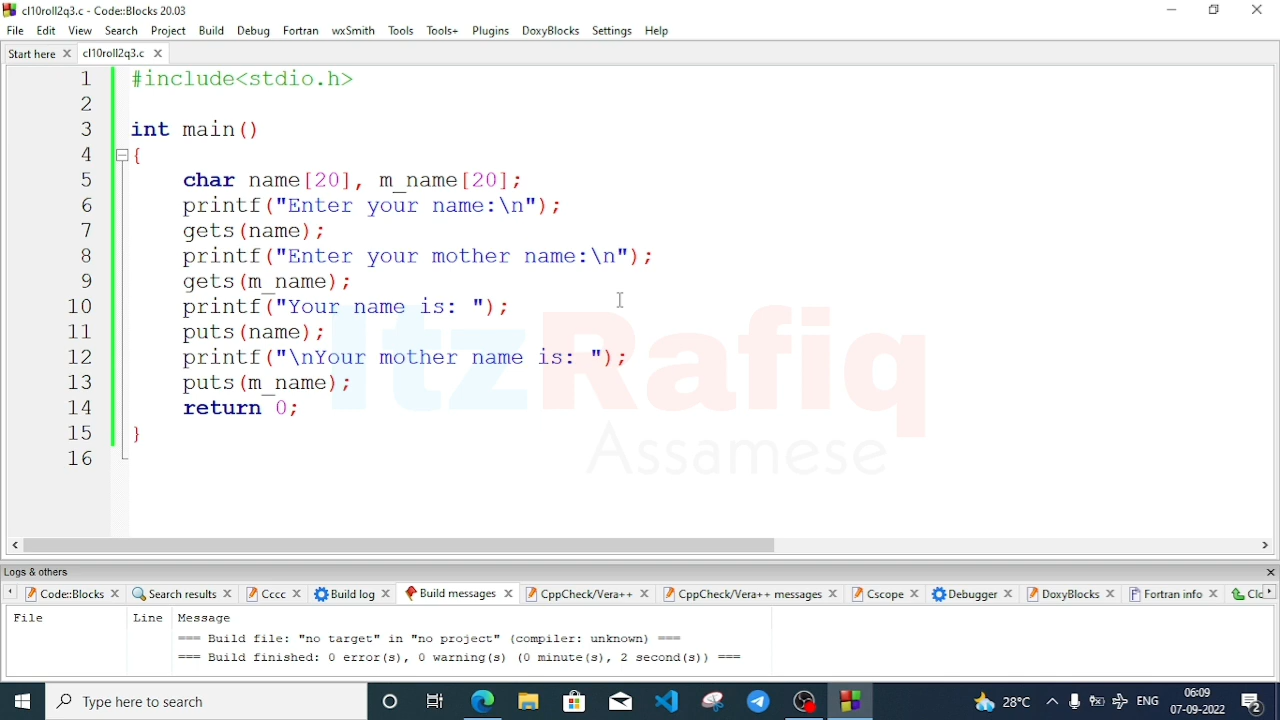 cl10roll2q3.c - Code::Blocks 20.03
File Edit View Search Project Build Debug Fortran wxSmith Tools Tools+ Plugins DoxyBlocks Settings Help
Start here cl10roll2q3.c
1 #include<stdio.h>
2
3 int main()
4 {
5 char name[20], m_name[20];
6 printf("Enter your name:\n");
7 gets(name);
8 printf("Enter your mother name:\n");
9 gets(m_name);
10 printf("Your name is: ");
11 puts(name);
12 printf("\nYour mother name is: ");
13 puts(m_name);
14 return 0;
15 }
16
ItzRafiq
Assamese
Logs & others
Code::Blocks Search results Cccc Build log Build messages CppCheck/Vera++ CppCheck/Vera++ messages Cscope Debugger DoxyBlocks Fortran info Clo
File Line Message
=== Build file: "no target" in "no project" (compiler: unknown) ===
=== Build finished: 0 error(s), 0 warning(s) (0 minute(s), 2 second(s)) ===
Type here to search
28°C ENG
06:09
07-09-2022
2